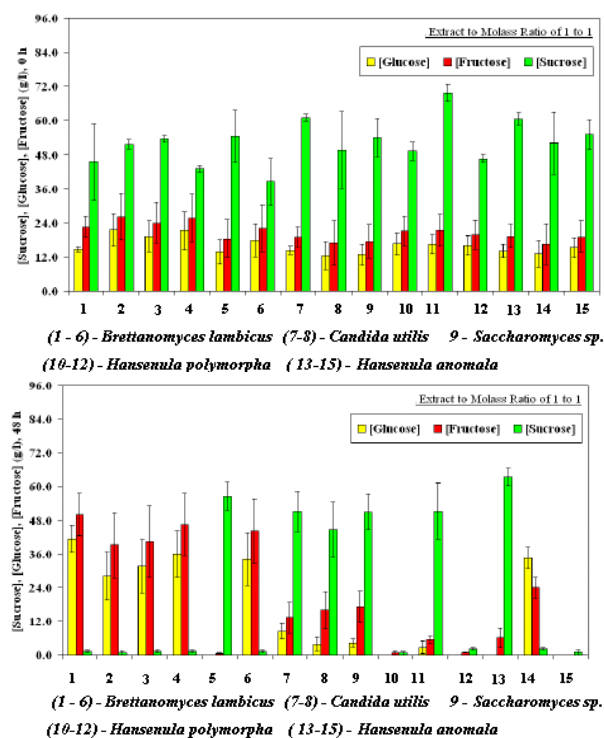 96.0
Extract to Molass Ratio of 1 to 1
84.0
[Glucose] [Fructose] [Sucrose]
72.0
60.0
48.0
36.0
24.0
12.0
0.0
[Sucrose], [Glucose], [Fructose] (g/l), 0 h
1 2 3 4 5 6 7 8 9 10 11 12 13 14 15
(1 - 6) - Brettanomyces lambicus (7-8) - Candida utilis 9 - Saccharomyces sp.
(10-12) - Hansenula polymorpha (13-15) - Hansenula anomala
96.0
Extract to Molass Ratio of 1 to 1
84.0
[Glucose] [Fructose] [Sucrose]
72.0
60.0
48.0
36.0
24.0
12.0
0.0
[Sucrose], [Glucose], [Fructose] (g/l), 48 h
1 2 3 4 5 6 7 8 9 10 11 12 13 14 15
(1 - 6) - Brettanomyces lambicus (7-8) - Candida utilis 9 - Saccharomyces sp.
(10-12) - Hansenula polymorpha (13-15) - Hansenula anomala